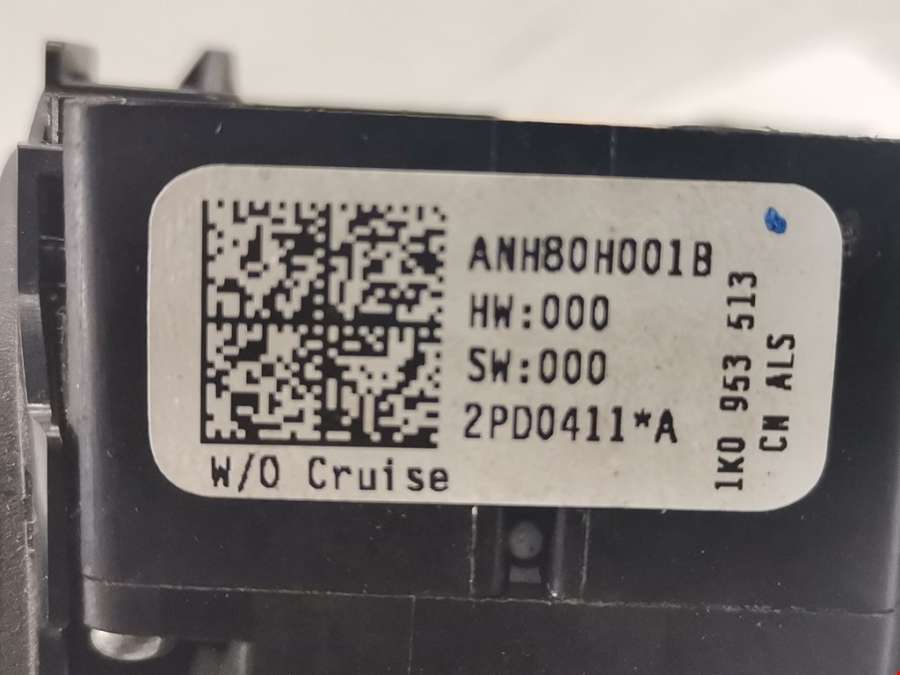 ANH80H001B
HW:000
SW:000
2PD0411*A
W/O Cruise
1K0 953 513
CN ALS